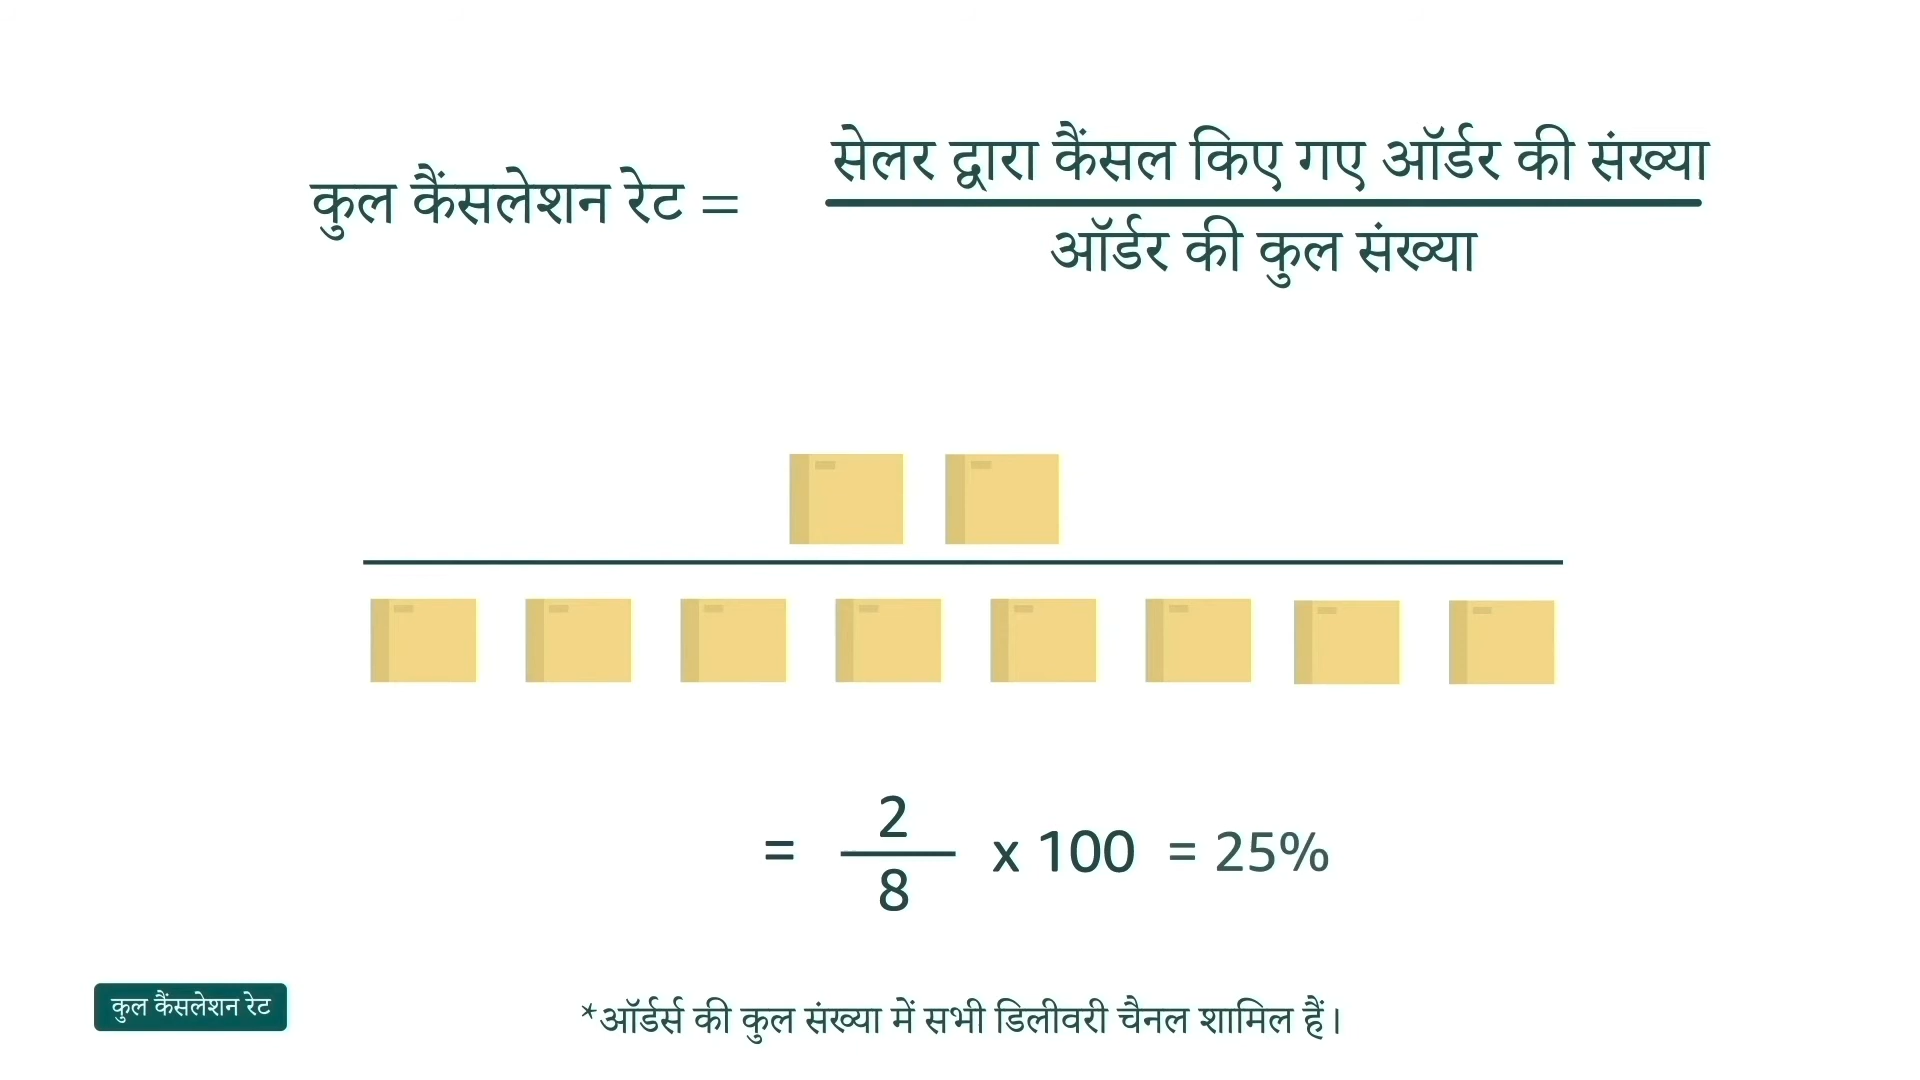 सेलर द्वारा कैंसल किए गए ऑर्डर की संख्या
कुल कैंसलेशन रेट =
ऑर्डर की कुल संख्या
2
= x 100 = 25%
8
कुल कैंसलेशन रेट
*ऑर्डर्स की कुल संख्या में सभी डिलीवरी चैनल शामिल हैं।